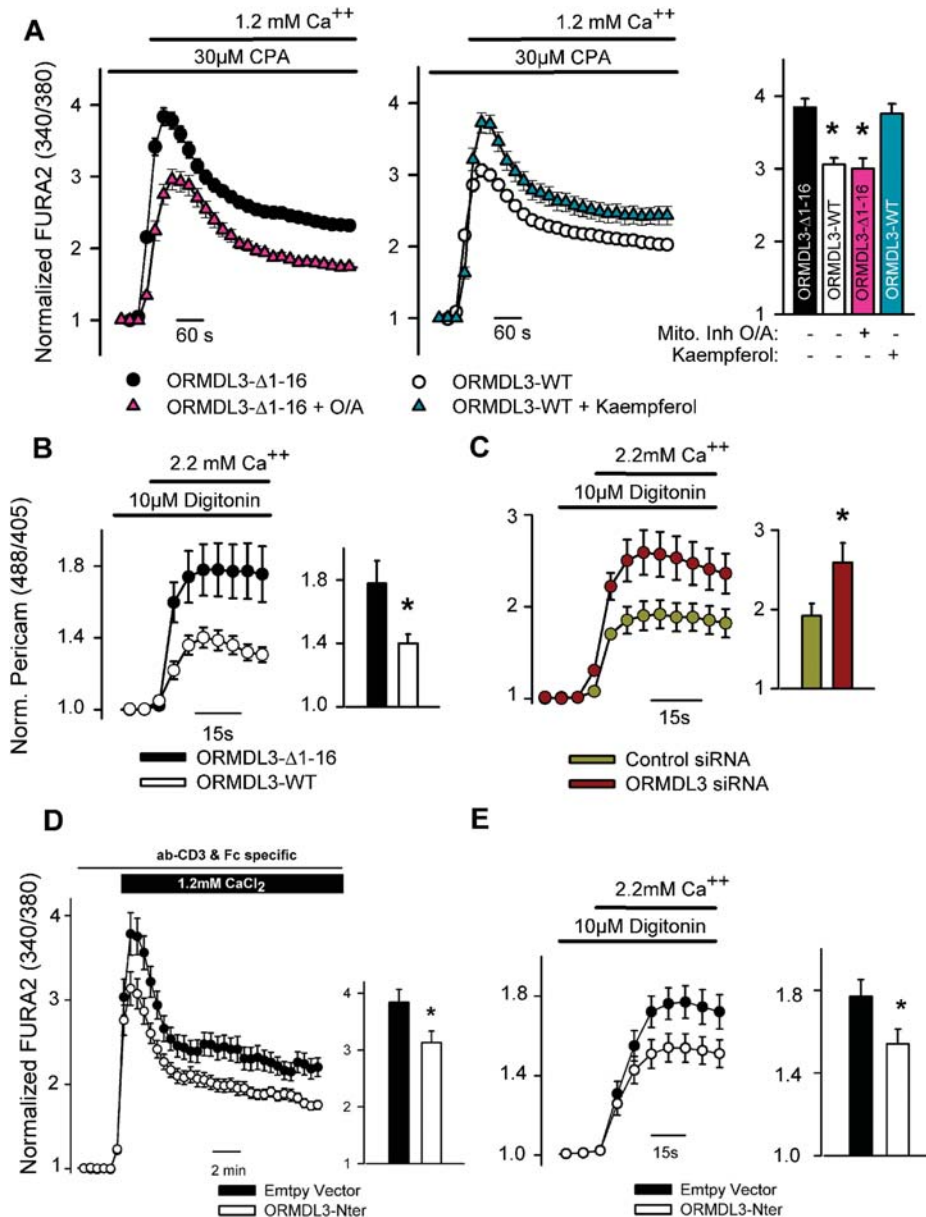 A
1.2 mM Ca++
30µM CPA
Normalized FURA2 (340/380)
4
3
2
1
60 s
1.2 mM Ca++
30µM CPA
4
3
2
1
60 s
4
3
2
1
* *
ORMDL3-Δ1-16
ORMDL3-WT
ORMDL3-Δ1-16
ORMDL3-WT
Mito. Inh O/A: - - + -
Kaempferol: - - - +
ORMDL3-Δ1-16
ORMDL3-Δ1-16 + O/A
ORMDL3-WT
ORMDL3-WT + Kaempferol
B
2.2 mM Ca++
10µM Digitonin
Norm. Pericam (488/405)
1.8
1.4
1.0
15s
1.8
1.4
1.0
*
ORMDL3-Δ1-16
ORMDL3-WT
C
2.2mM Ca++
10µM Digitonin
3
2
1
15s
3
2
1
*
Control siRNA
ORMDL3 siRNA
D
ab-CD3 & Fc specific
1.2mM CaCl2
Normalized FURA2 (340/380)
4
3
2
1
2 min
4
3
2
1
*
Emtpy Vector
ORMDL3-Nter
E
2.2mM Ca++
10µM Digitonin
1.8
1.4
1.0
15s
1.8
1.4
1.0
*
Emtpy Vector
ORMDL3-Nter